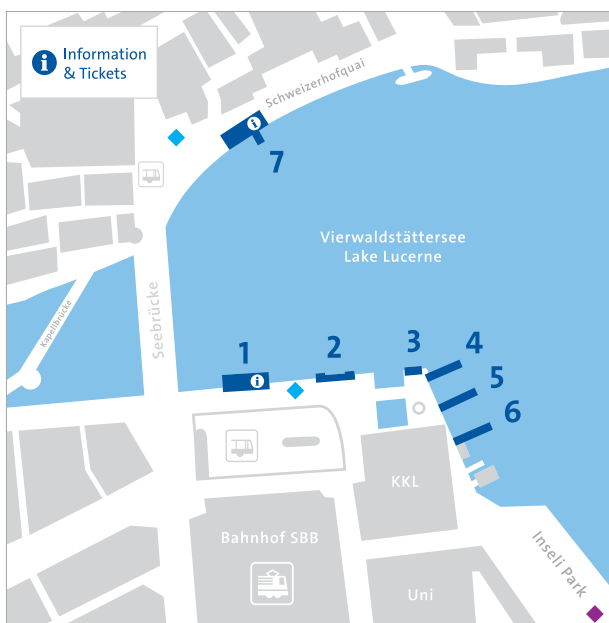 Information
& Tickets
Schweizerhofquai
7
Vierwaldstättersee
Lake Lucerne
Kapellbrücke
Seebrücke
1
2
3
4
5
6
KKL
Bahnhof SBB
Inseli Park
Uni